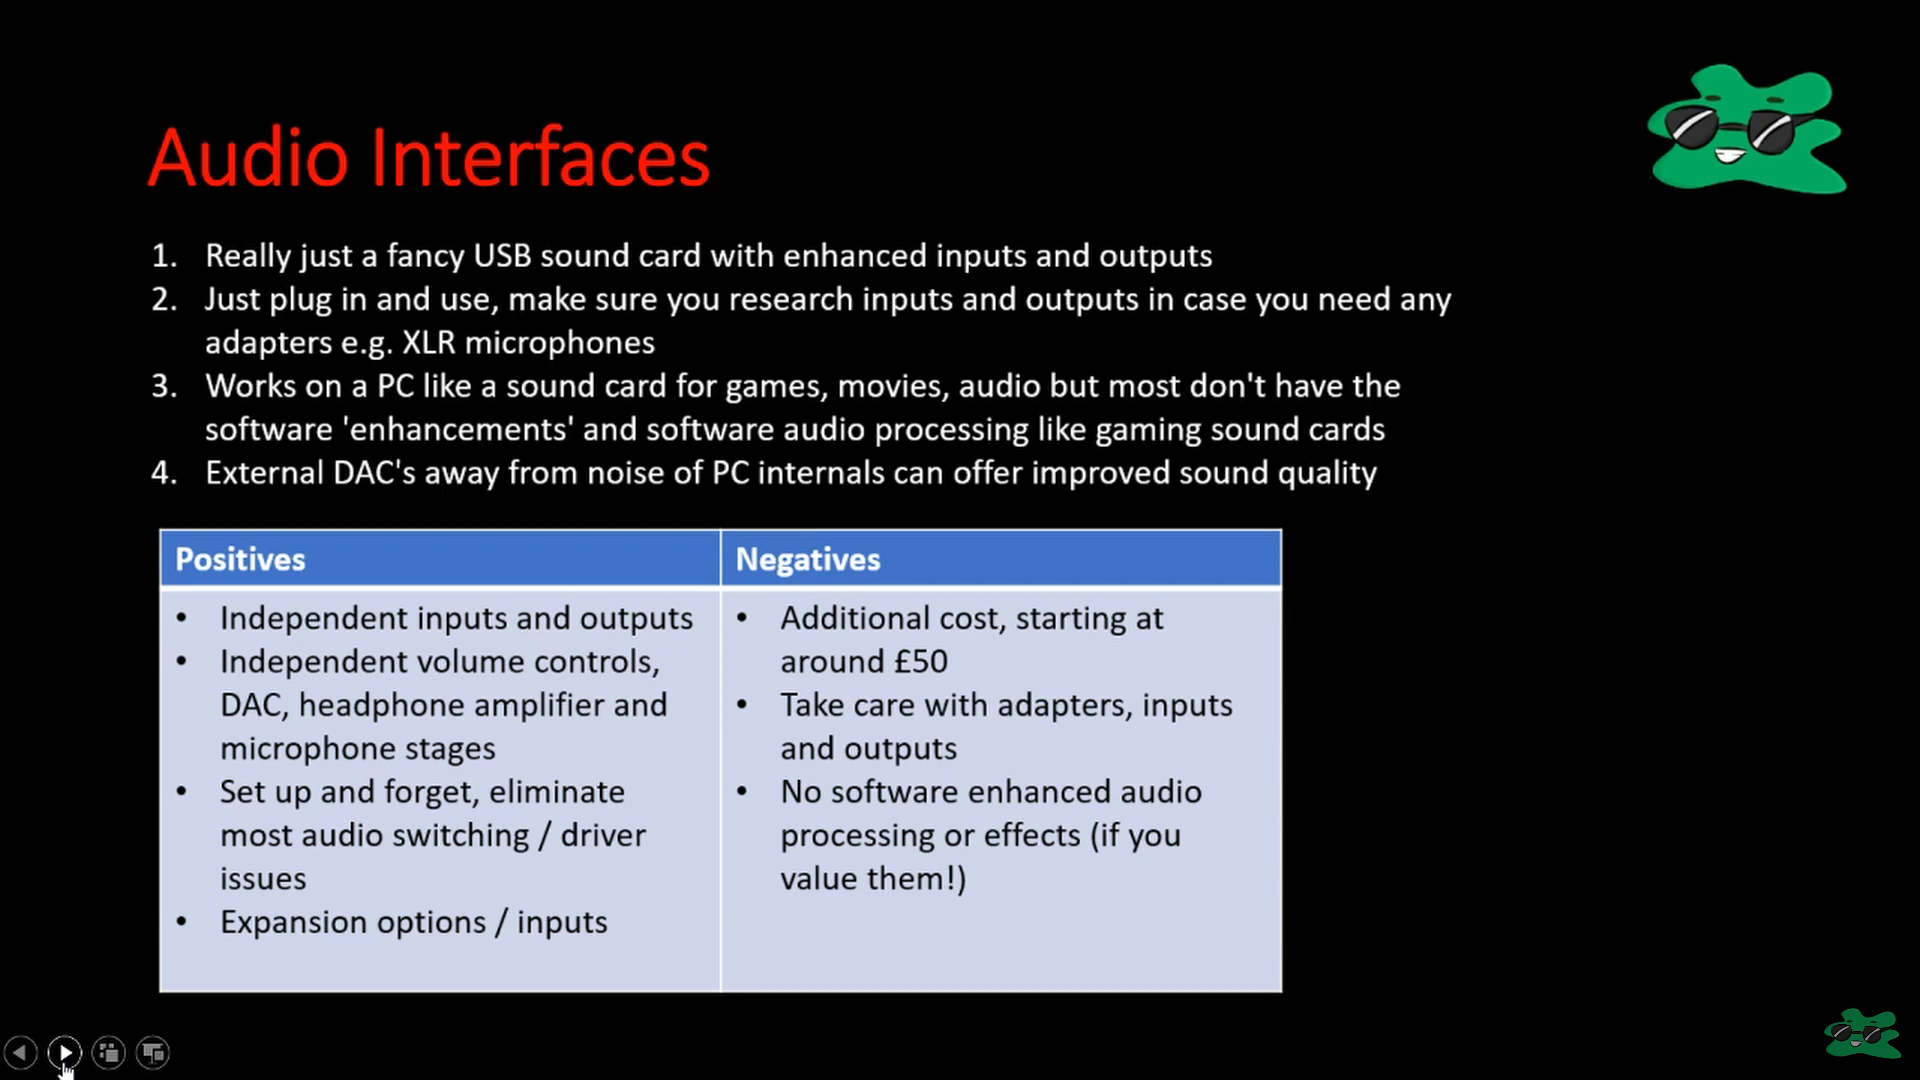 Audio Interfaces
1. Really just a fancy USB sound card with enhanced inputs and outputs
2. Just plug in and use, make sure you research inputs and outputs in case you need any
adapters e.g. XLR microphones
3. Works on a PC like a sound card for games, movies, audio but most don't have the
software 'enhancements' and software audio processing like gaming sound cards
4. External DAC's away from noise of PC internals can offer improved sound quality
Positives
• Independent inputs and outputs
• Independent volume controls,
DAC, headphone amplifier and
microphone stages
• Set up and forget, eliminate
most audio switching / driver
issues
• Expansion options / inputs
Negatives
• Additional cost, starting at
around £50
• Take care with adapters, inputs
and outputs
• No software enhanced audio
processing or effects (if you
value them!)